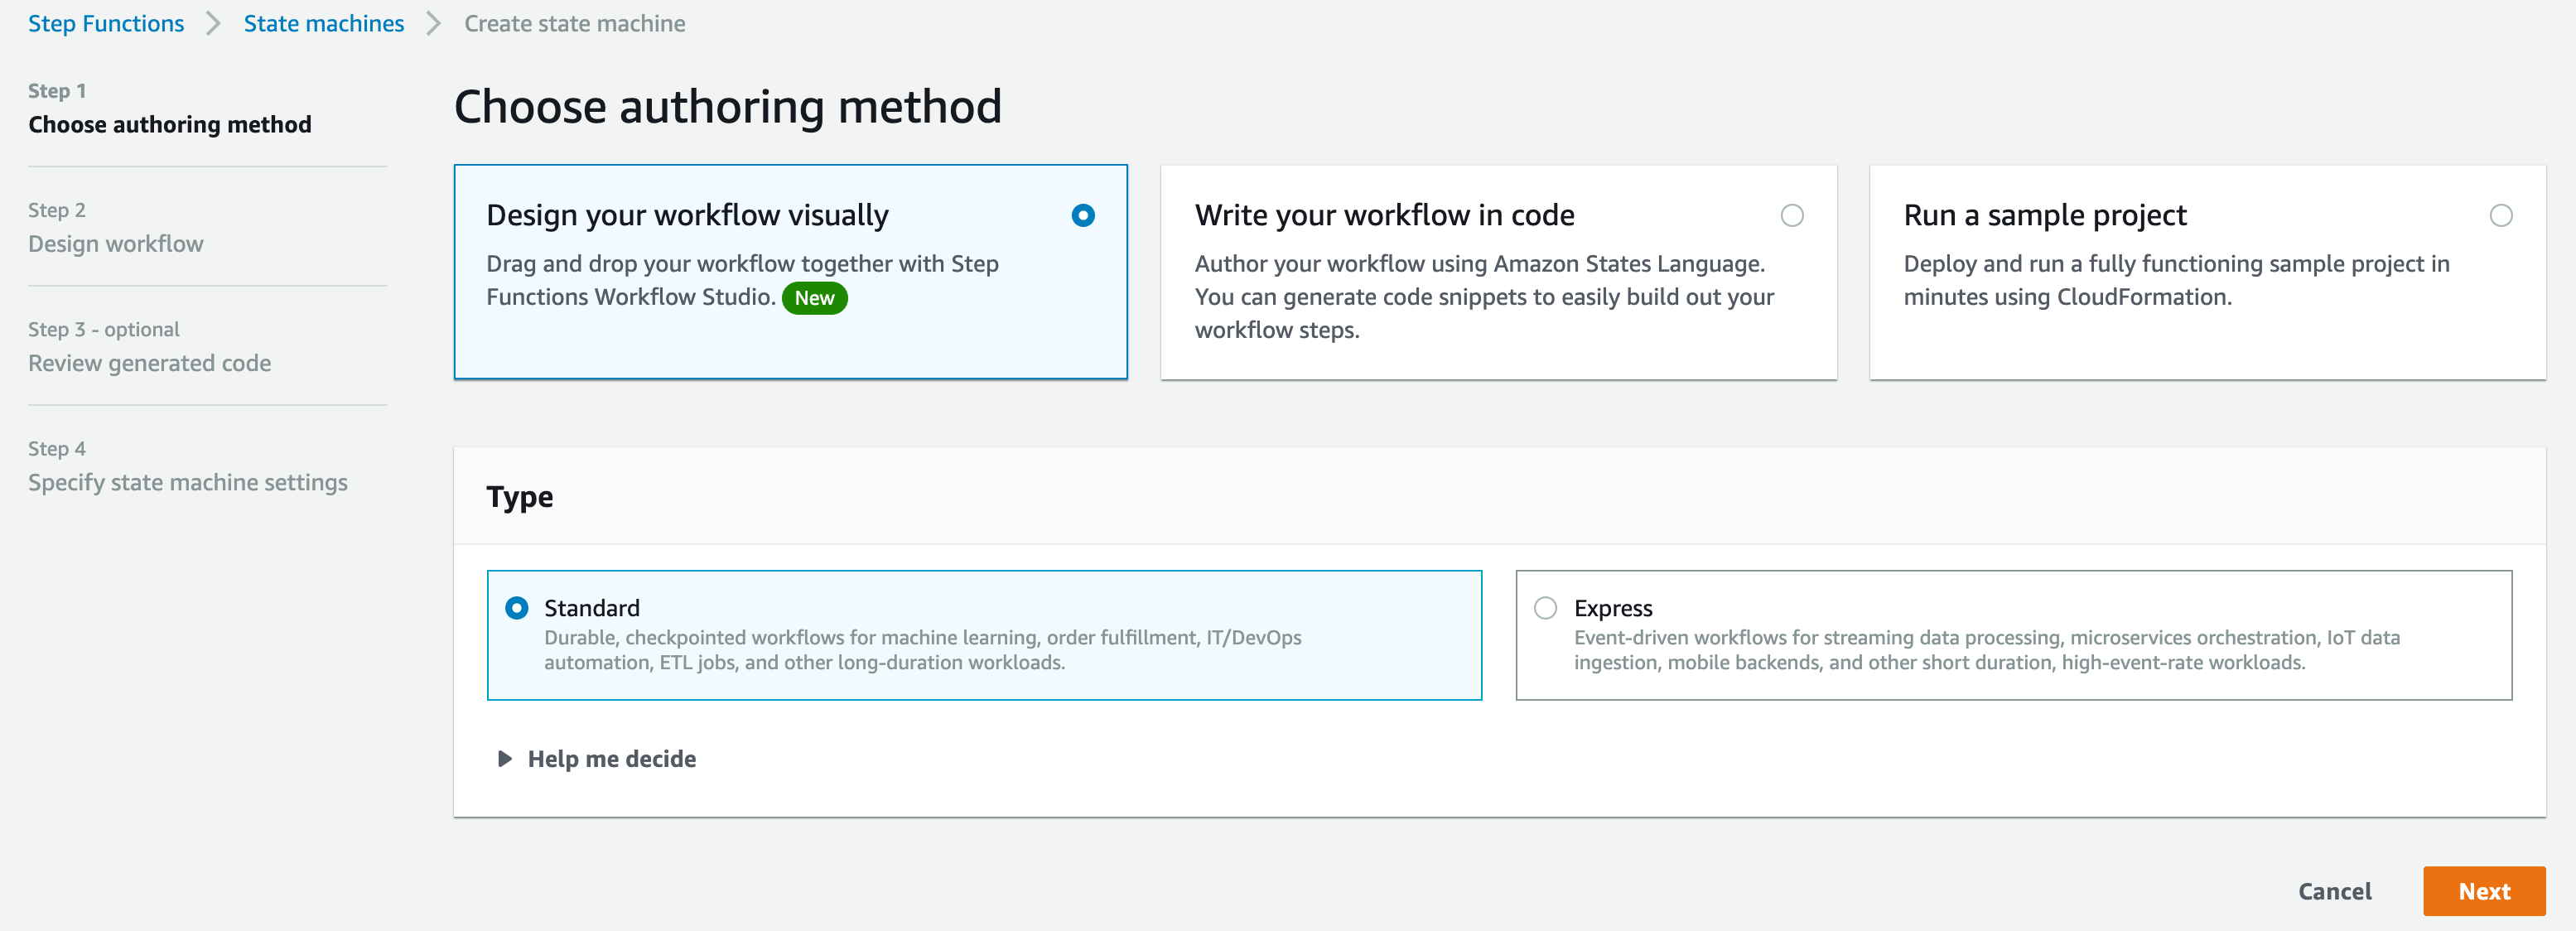 Step Functions > State machines > Create state machine
Step 1
Choose authoring method
Step 2
Design workflow
Step 3 - optional
Review generated code
Step 4
Specify state machine settings
Choose authoring method
Design your workflow visually
Drag and drop your workflow together with Step
Functions Workflow Studio. New
Write your workflow in code
Author your workflow using Amazon States Language.
You can generate code snippets to easily build out your
workflow steps.
Run a sample project
Deploy and run a fully functioning sample project in
minutes using CloudFormation.
Type
Standard
Durable, checkpointed workflows for machine learning, order fulfillment, IT/DevOps
automation, ETL jobs, and other long-duration workloads.
Express
Event-driven workflows for streaming data processing, microservices orchestration, IoT data
ingestion, mobile backends, and other short duration, high-event-rate workloads.
Help me decide
Cancel
Next